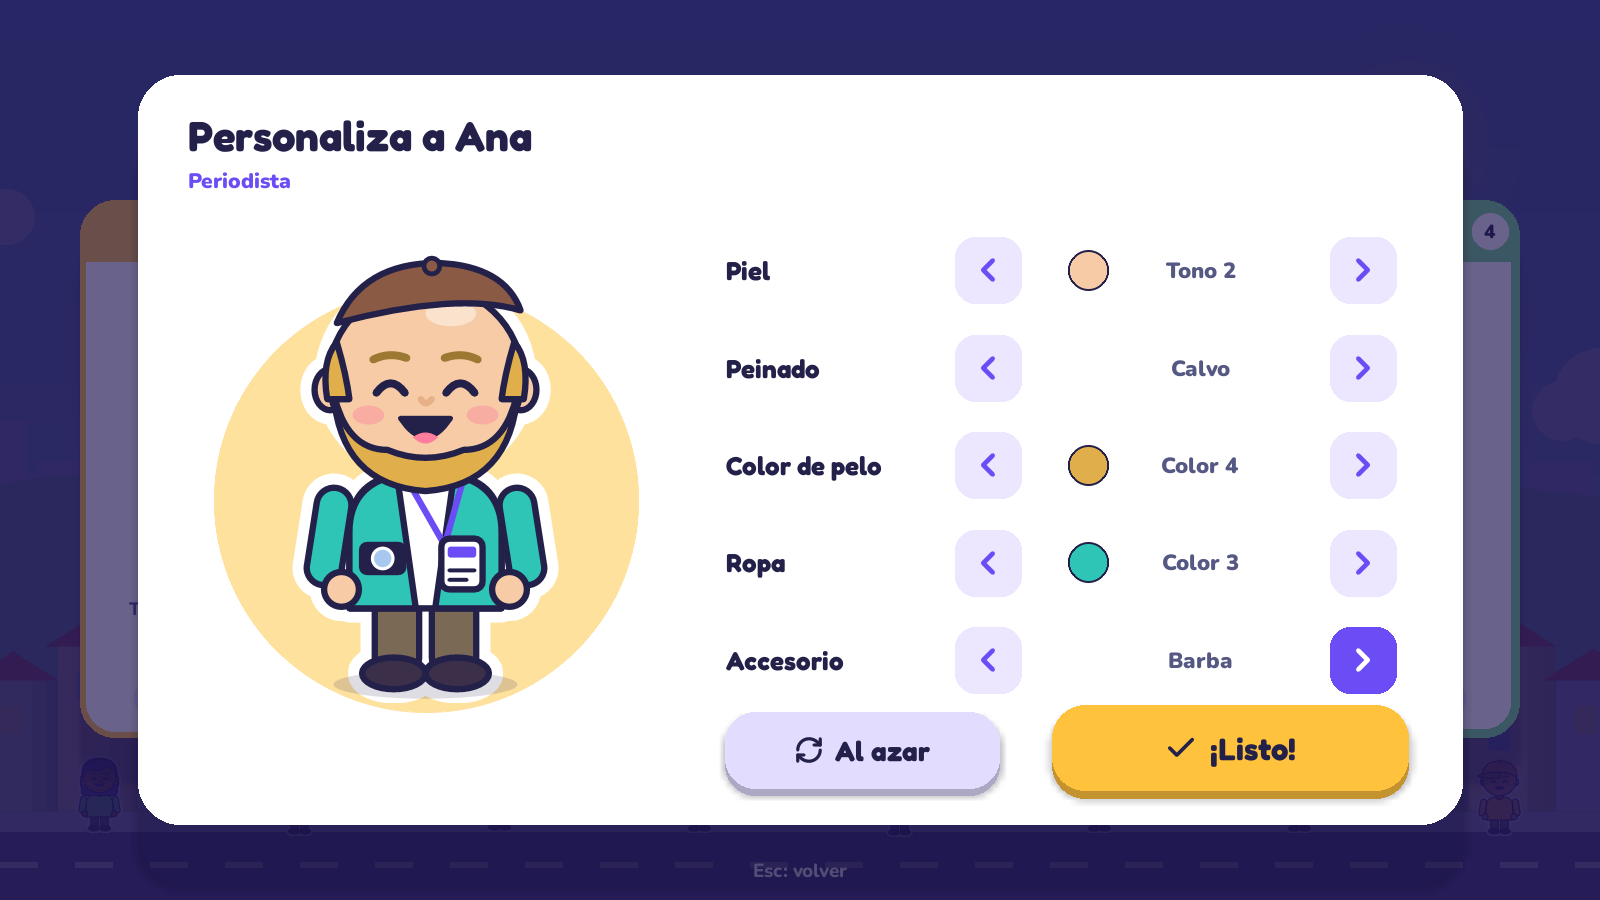 Personaliza a Ana
Periodista
4
Piel
Tono 2
Peinado
Calvo
Color de pelo
Color 4
Ropa
Color 3
T
Accesorio
Barba
Al azar
¡Listo!
Esc: volver